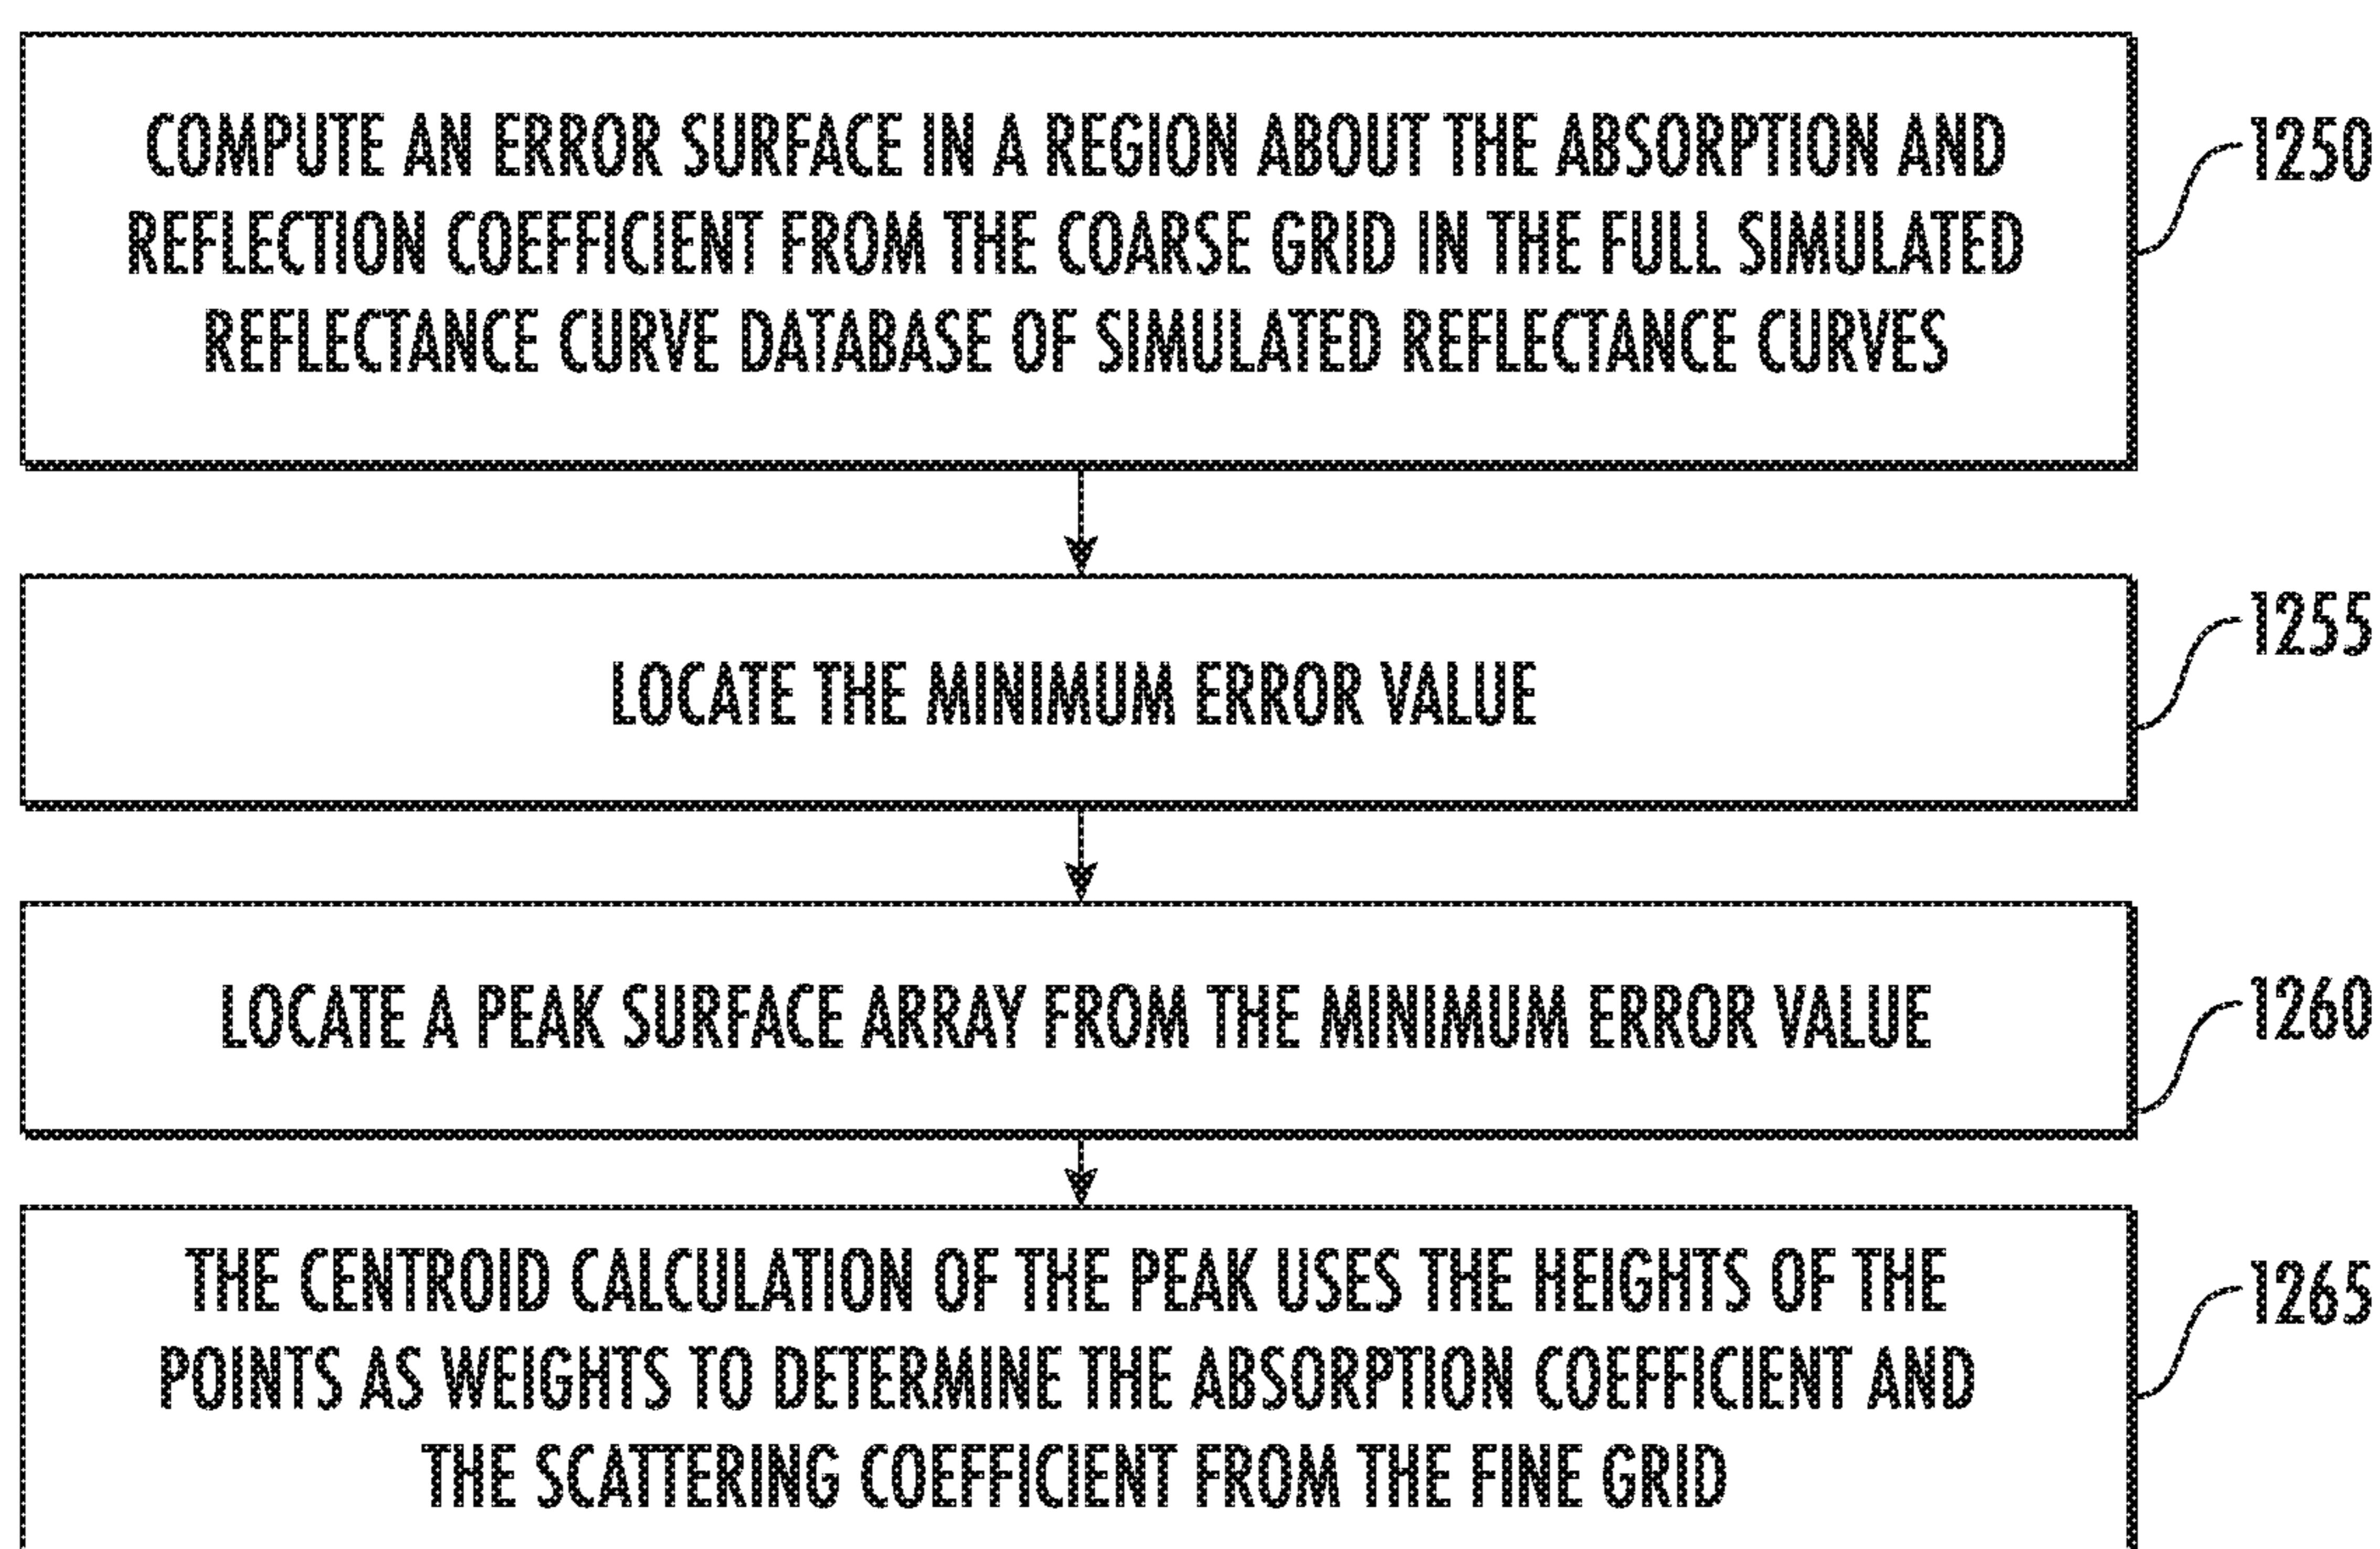 COMPUTE AN ERROR SURFACE IN A REGION ABOUT THE ABSORPTION AND
REFLECTION COEFFICIENT FROM THE COARSE GRID IN THE FULL SIMULATED
REFLECTANCE CURVE DATABASE OF SIMULATED REFLECTANCE CURVES
1250
LOCATE THE MINIMUM ERROR VALUE
1255
LOCATE A PEAK SURFACE ARRAY FROM THE MINIMUM ERROR VALUE
1260
THE CENTROID CALCULATION OF THE PEAK USES THE HEIGHTS OF THE
POINTS AS WEIGHTS TO DETERMINE THE ABSORPTION COEFFICIENT AND
THE SCATTERING COEFFICIENT FROM THE FINE GRID
1265